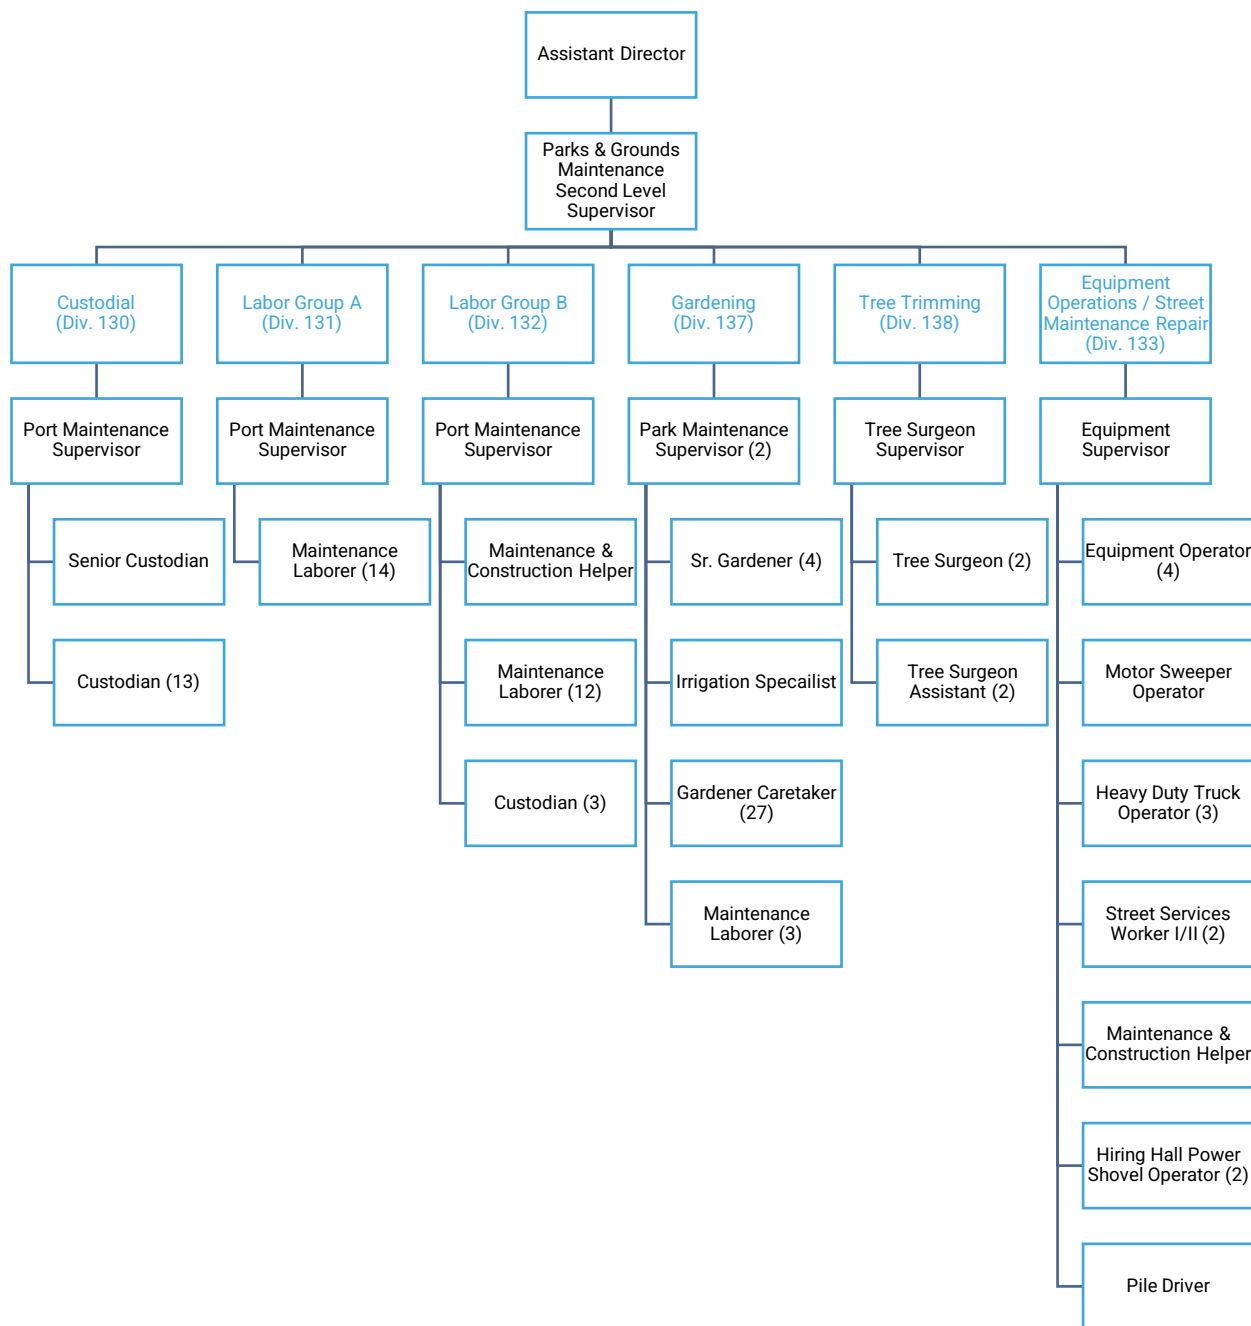 Assistant Director
Parks & Grounds
Maintenance
Second Level
Supervisor
Custodial
(Div. 130)
Labor Group A
(Div. 131)
Labor Group B
(Div. 132)
Gardening
(Div. 137)
Tree Trimming
(Div. 138)
Equipment
Operations / Street
Maintenance Repair
(Div. 133)
Port Maintenance
Supervisor
Port Maintenance
Supervisor
Port Maintenance
Supervisor
Park Maintenance
Supervisor (2)
Tree Surgeon
Supervisor
Equipment
Supervisor
Senior Custodian
Custodian (13)
Maintenance
Laborer (14)
Maintenance &
Construction Helper
Maintenance
Laborer (12)
Custodian (3)
Sr. Gardener (4)
Irrigation Specailist
Gardener Caretaker
(27)
Maintenance
Laborer (3)
Tree Surgeon (2)
Tree Surgeon
Assistant (2)
Equipment Operator
(4)
Motor Sweeper
Operator
Heavy Duty Truck
Operator (3)
Street Services
Worker I/II (2)
Maintenance &
Construction Helper
Hiring Hall Power
Shovel Operator (2)
Pile Driver